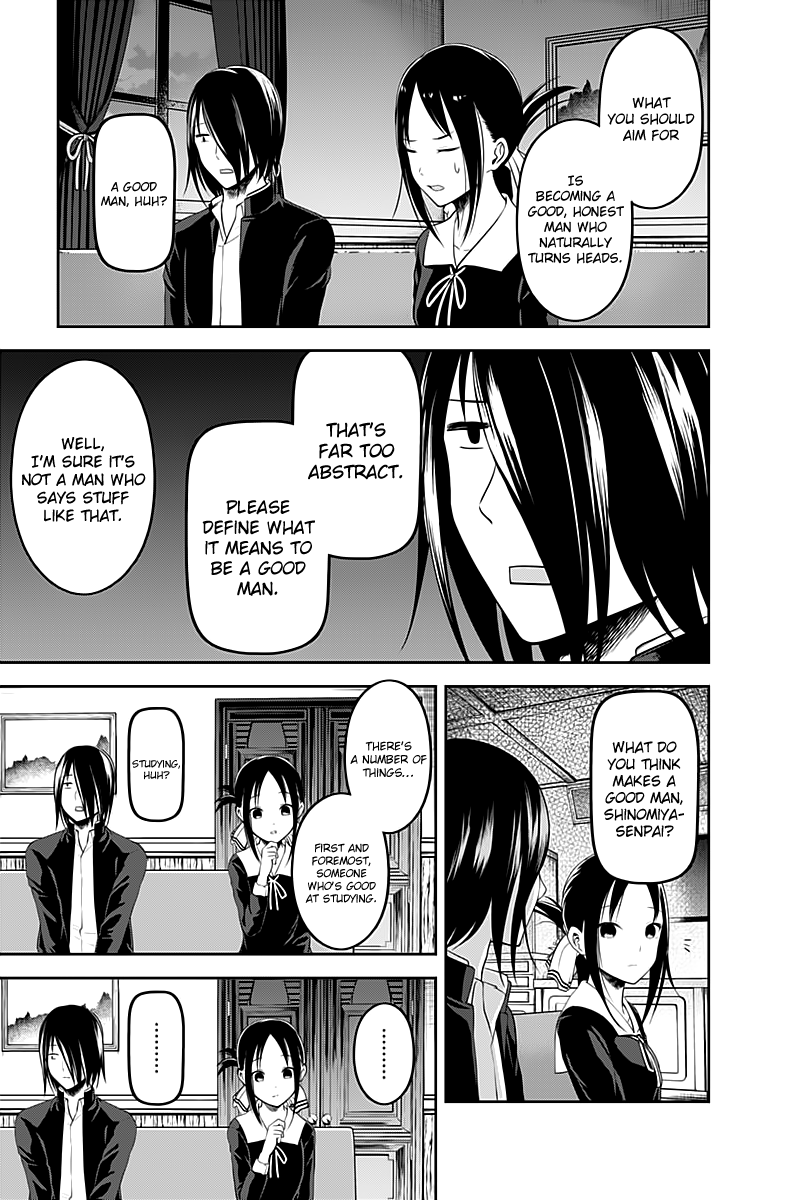 WHAT
YOU SHOULD
AIM FOR
IS
BECOMING A
GOOD, HONEST
MAN WHO
NATURALLY
TURNS HEADS.
A GOOD
MAN, HUH?
THAT'S
FAR TOO
ABSTRACT.
PLEASE
DEFINE WHAT
IT MEANS TO
BE A GOOD
MAN.
WELL,
I'M SURE IT'S
NOT A MAN WHO
SAYS STUFF
LIKE THAT.
WHAT DO
YOU THINK
MAKES A
GOOD MAN,
SHINOMIYA-
SENPAI?
THERE'S
A NUMBER OF
THINGS...
FIRST AND
FOREMOST,
SOMEONE
WHO'S GOOD
AT STUDYING.
STUDYING,
HUH?
.........
.........